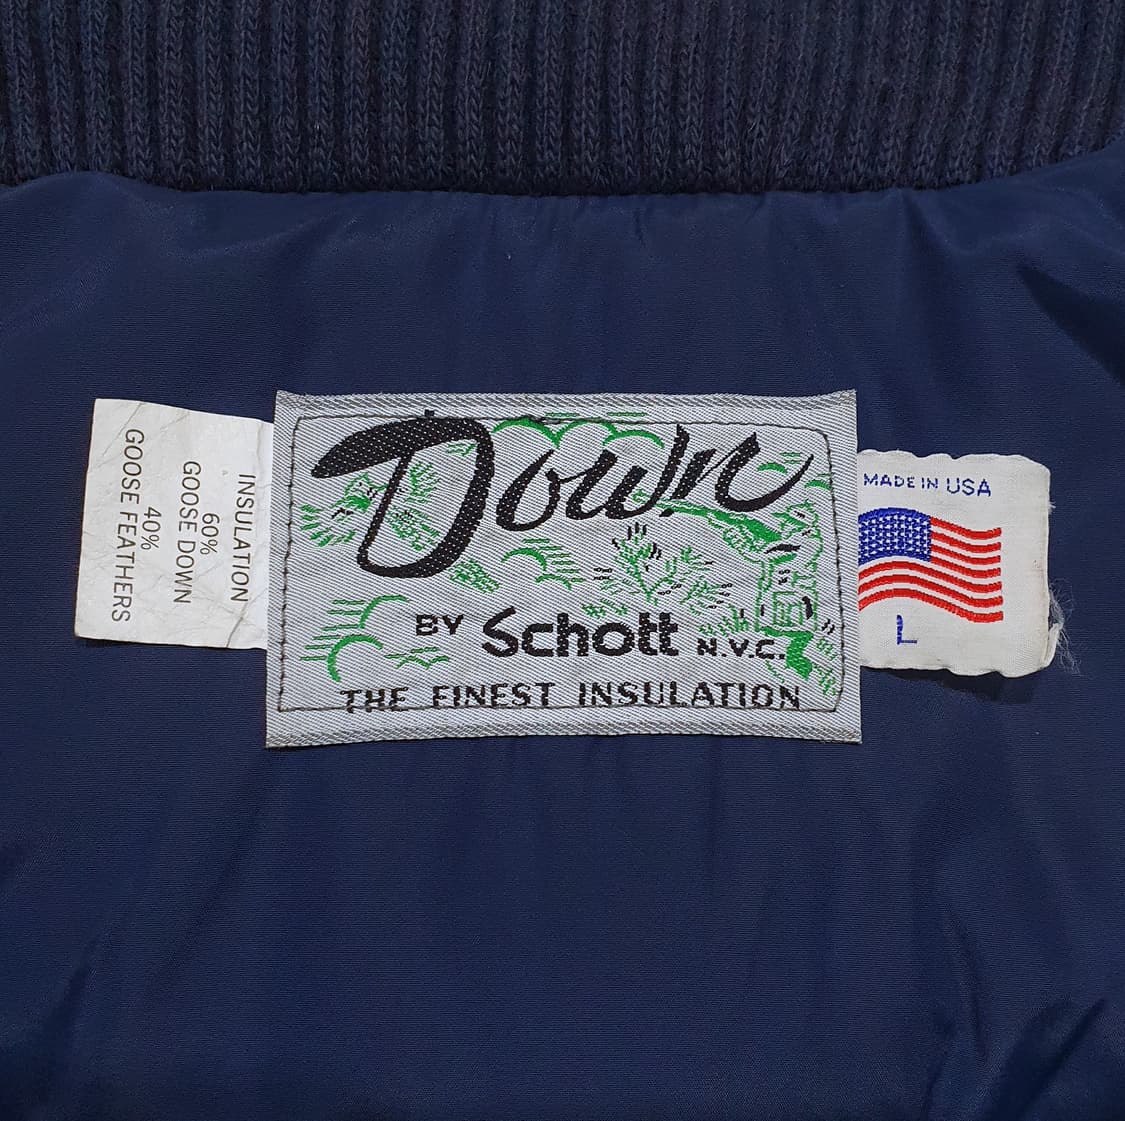 INSULATION
60%
GOOSE DOWN
40%
GOOSE FEATHERS
Down
BY Schott N.Y.C.
THE FINEST INSULATION
MADE IN USA
L